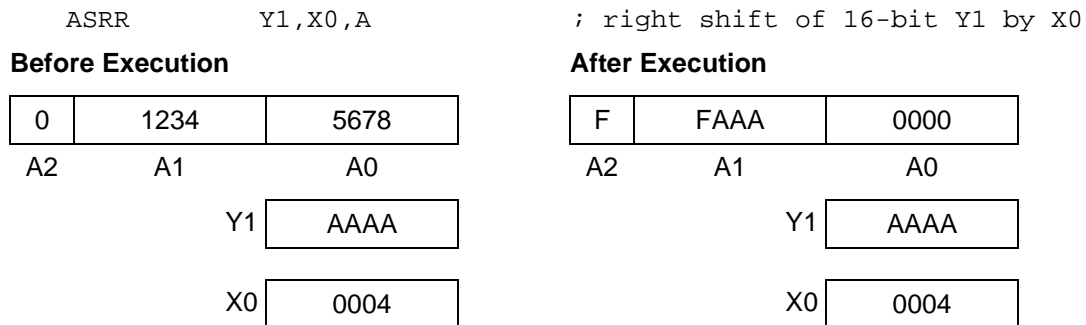 ASRR Y1,X0,A ; right shift of 16-bit Y1 by X0
Before Execution After Execution
0 1234 5678 F FAAA 0000
A2 A1 A0 A2 A1 A0
Y1 AAAA Y1 AAAA
X0 0004 X0 0004